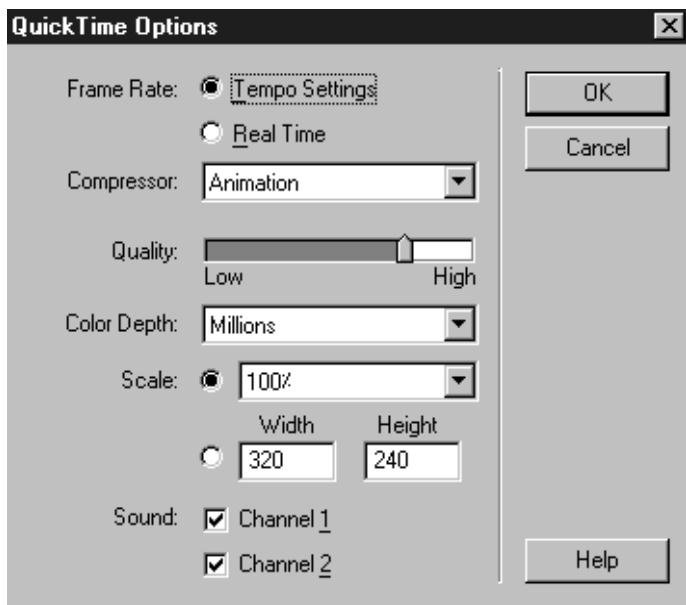 QuickTime Options
Frame Rate: Tempo Settings
Real Time
OK
Cancel
Compressor: Animation
Quality:
Low High
Color Depth: Millions
Scale: 100%
Width Height
320 240
Sound: Channel 1
Channel 2
Help